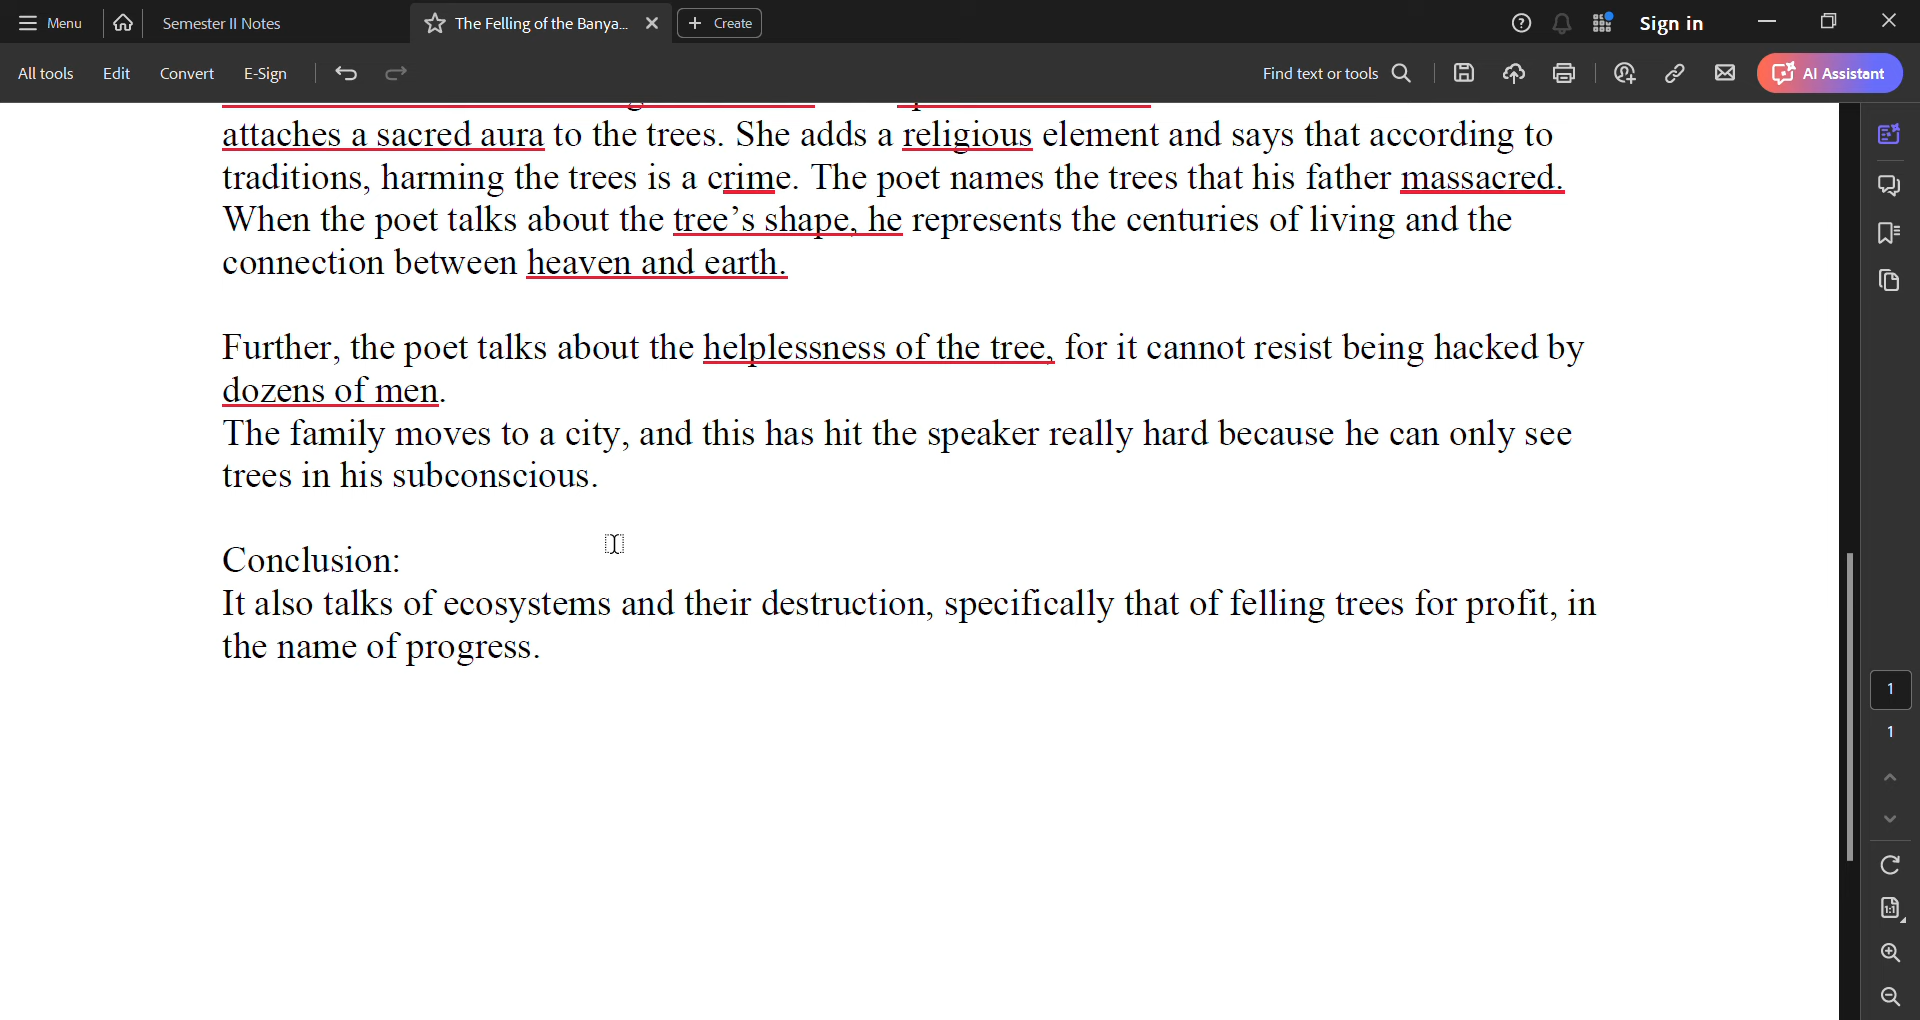 Menu
Semester II Notes
The Felling of the Banya...
Create
Sign in
All tools
Edit
Convert
E-Sign
Find text or tools
AI Assistant
attaches a sacred aura to the trees. She adds a religious element and says that according to
traditions, harming the trees is a crime. The poet names the trees that his father massacred.
When the poet talks about the tree’s shape, he represents the centuries of living and the
connection between heaven and earth.
Further, the poet talks about the helplessness of the tree, for it cannot resist being hacked by
dozens of men.
The family moves to a city, and this has hit the speaker really hard because he can only see
trees in his subconscious.
Conclusion:
It also talks of ecosystems and their destruction, specifically that of felling trees for profit, in
the name of progress.
1
1
1:1